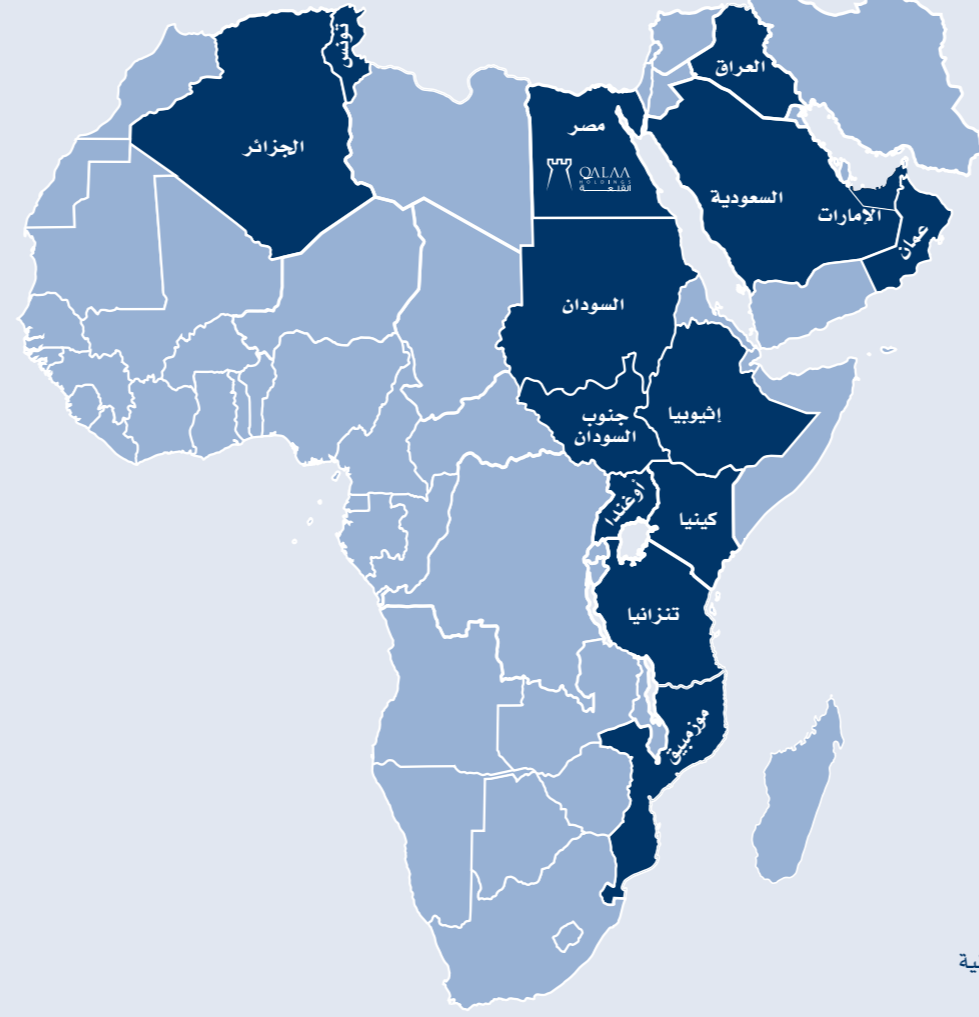 تونس
العراق
الجزائر
مصر
QALAA
HOLDINGS
القلعة
السعودية
الإمارات
عمان
السودان
إثيوبيا
جنوب
السودان
أوغندا
كينيا
تنزانيا
موزمبيق